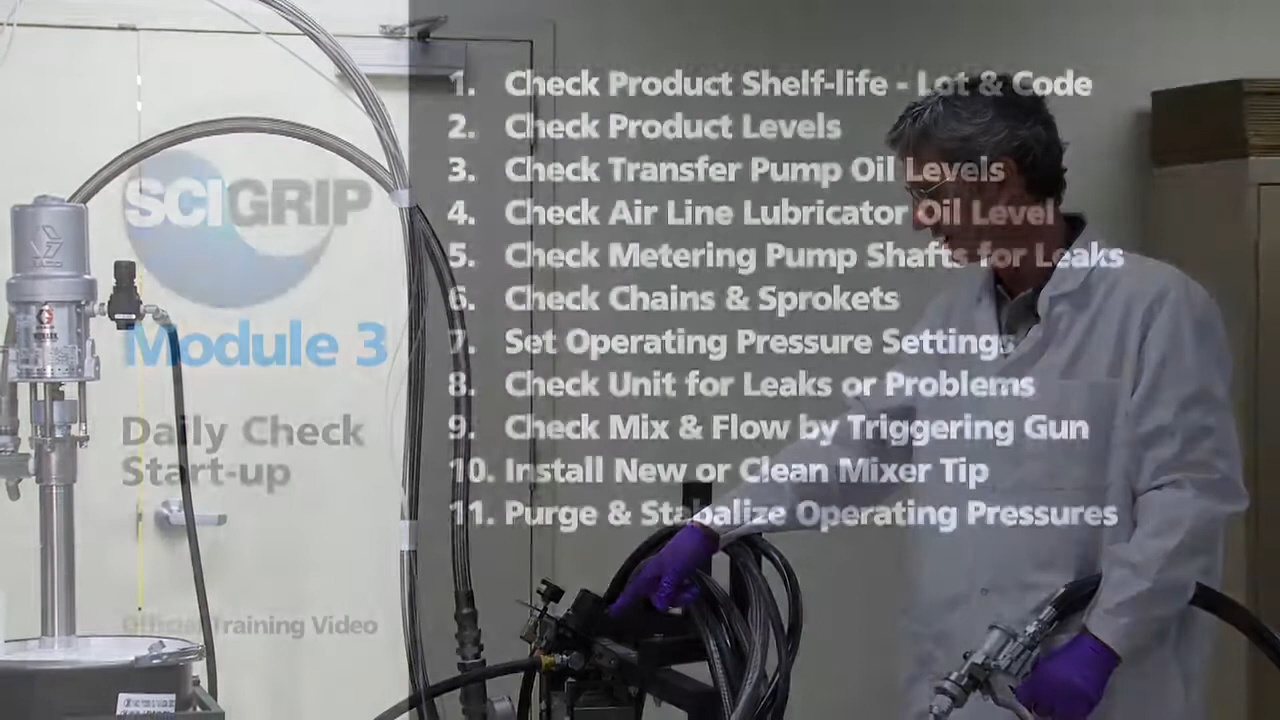 SCIGRIP
Module 3
Daily Check
Start-up
Official Training Video
1. Check Product Shelf-life - Lot & Code
2. Check Product Levels
3. Check Transfer Pump Oil Levels
4. Check Air Line Lubricator Oil Level
5. Check Metering Pump Shafts for Leaks
6. Check Chains & Sprokets
7. Set Operating Pressure Settings
8. Check Unit for Leaks or Problems
9. Check Mix & Flow by Triggering Gun
10. Install New or Clean Mixer Tip
11. Purge & Stabalize Operating Pressures